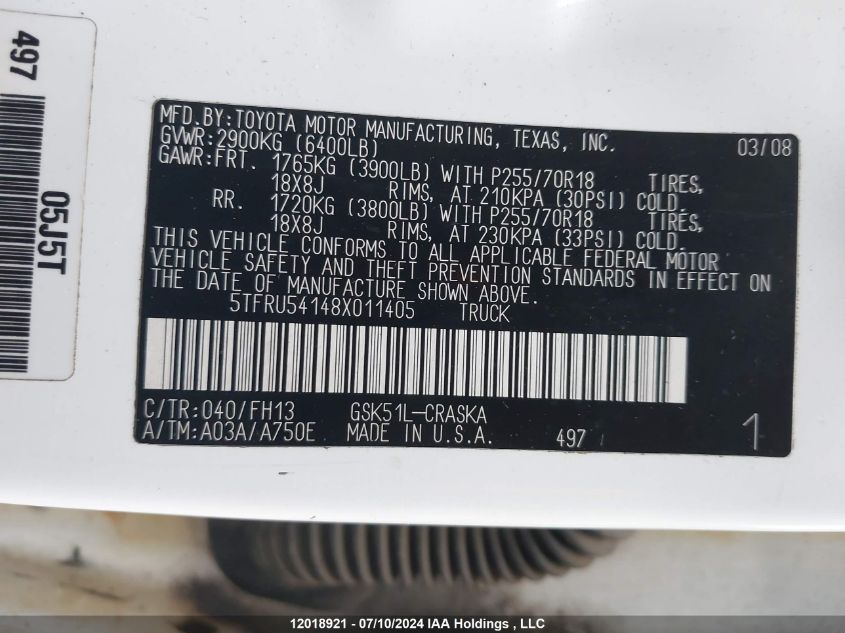 497
05J5T
MFD.BY:TOYOTA MOTOR MANUFACTURING, TEXAS, INC. 03/08
GVWR:2900KG (6400LB)
GAWR:FRT. 1765KG (3900LB) WITH P255/70R18 TIRES,
18X8J RIMS, AT 210KPA (30PSI) COLD.
RR. 1720KG (3800LB) WITH P255/70R18 TIRES,
18X8J RIMS, AT 230KPA (33PSI) COLD.
THIS VEHICLE CONFORMS TO ALL APPLICABLE FEDERAL MOTOR
VEHICLE SAFETY AND THEFT PREVENTION STANDARDS IN EFFECT ON
THE DATE OF MANUFACTURE SHOWN ABOVE.
5TFRU54148X011405 TRUCK
C/TR:040/FH13 GSK51L-CRASKA
A/TM:A03A/A750E MADE IN U.S.A. 497 1
12018921 - 07/10/2024 IAA Holdings , LLC